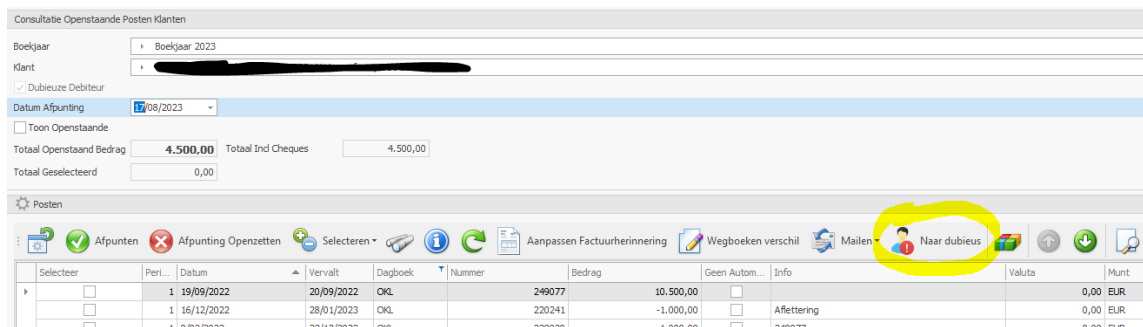 Consultatie Openstaande Posten Klanten
Boekjaar Boekjaar 2023
Klant
Dubieuze Debiteur
Datum Afpunting 17/08/2023
Toon Openstaande
Totaal Openstaand Bedrag 4.500,00 Totaal Incl Cheques 4.500,00
Totaal Geselecteerd 0,00
Posten
Afpunten Afpunting Openzetten Selecteren Aanpassen Factuurherinnering Wegboeken verschil Mailen Naar dubieus
Selecteer Peri... Datum Vervalt Dagboek Nummer Bedrag Geen Autom... Info Valuta Munt
1 19/09/2022 20/09/2022 OKL 249077 10.500,00 0,00 EUR
1 16/12/2022 28/01/2023 OKL 220241 -1.000,00 Aflettering 0,00 EUR